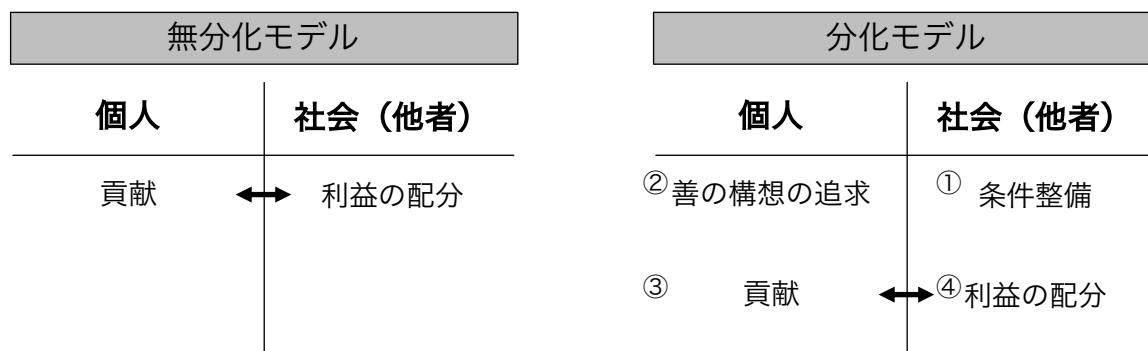 無分化モデル
個人 社会（他者）
貢献 利益の配分
分化モデル
個人 社会（他者）
②善の構想の追求 ① 条件整備
③ 貢献 ④利益の配分